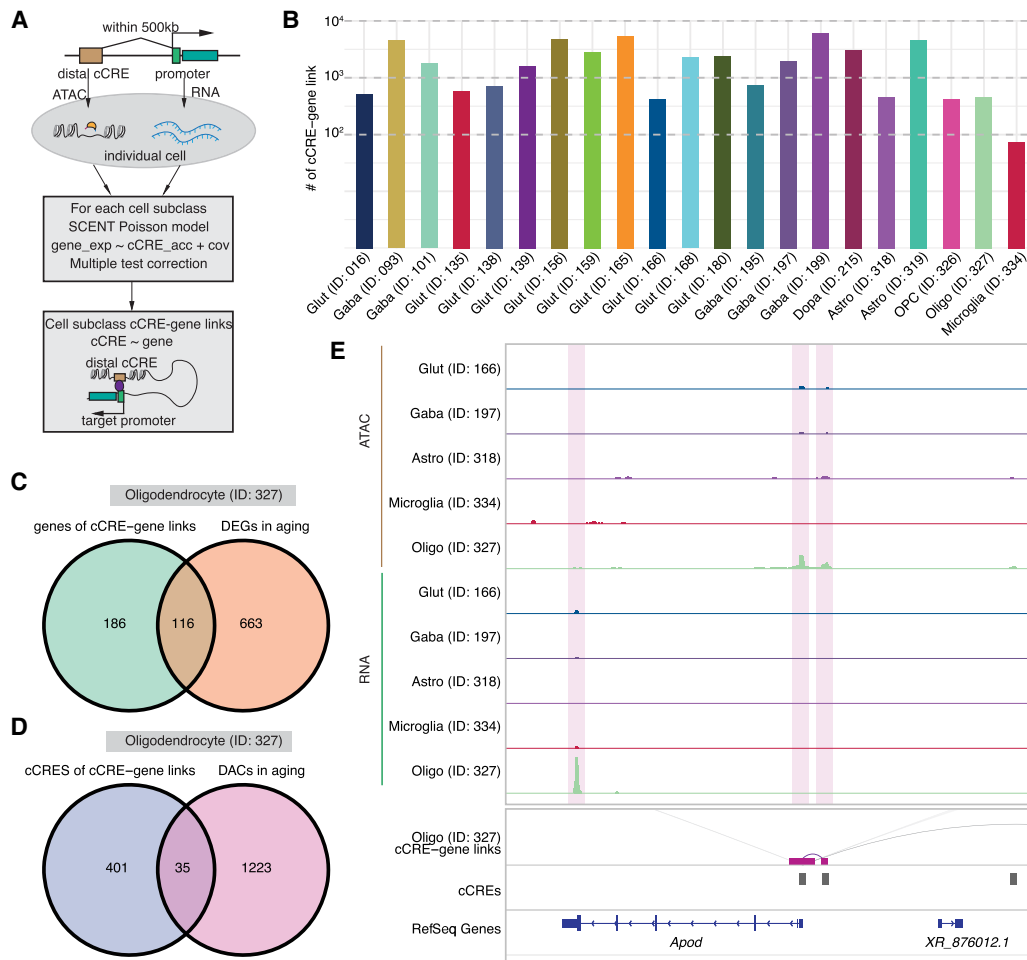 A
within 500kb
distal cCRE
promoter
ATAC
RNA
individual cell
For each cell subclass
SCENT Poisson model
gene_exp ~ cCRE_acc + cov
Multiple test correction
Cell subclass cCRE-gene links
cCRE ~ gene
distal cCRE
target promoter
B
# of cCRE−gene link
10⁴
10³
10²
Glut (ID: 016)
Gaba (ID: 093)
Gaba (ID: 101)
Glut (ID: 135)
Glut (ID: 138)
Glut (ID: 139)
Glut (ID: 156)
Glut (ID: 159)
Glut (ID: 165)
Glut (ID: 166)
Glut (ID: 168)
Glut (ID: 180)
Gaba (ID: 195)
Gaba (ID: 197)
Gaba (ID: 199)
Dopa (ID: 215)
Astro (ID: 318)
Astro (ID: 319)
OPC (ID: 326)
Oligo (ID: 327)
Microglia (ID: 334)
C
Oligodendrocyte (ID: 327)
genes of cCRE−gene links
DEGs in aging
186
116
663
D
Oligodendrocyte (ID: 327)
cCRES of cCRE−gene links
DACs in aging
401
35
1223
E
ATAC
Glut (ID: 166)
Gaba (ID: 197)
Astro (ID: 318)
Microglia (ID: 334)
Oligo (ID: 327)
RNA
Glut (ID: 166)
Gaba (ID: 197)
Astro (ID: 318)
Microglia (ID: 334)
Oligo (ID: 327)
Oligo (ID: 327)
cCRE-gene links
cCREs
RefSeq Genes
Apod
XR_876012.1